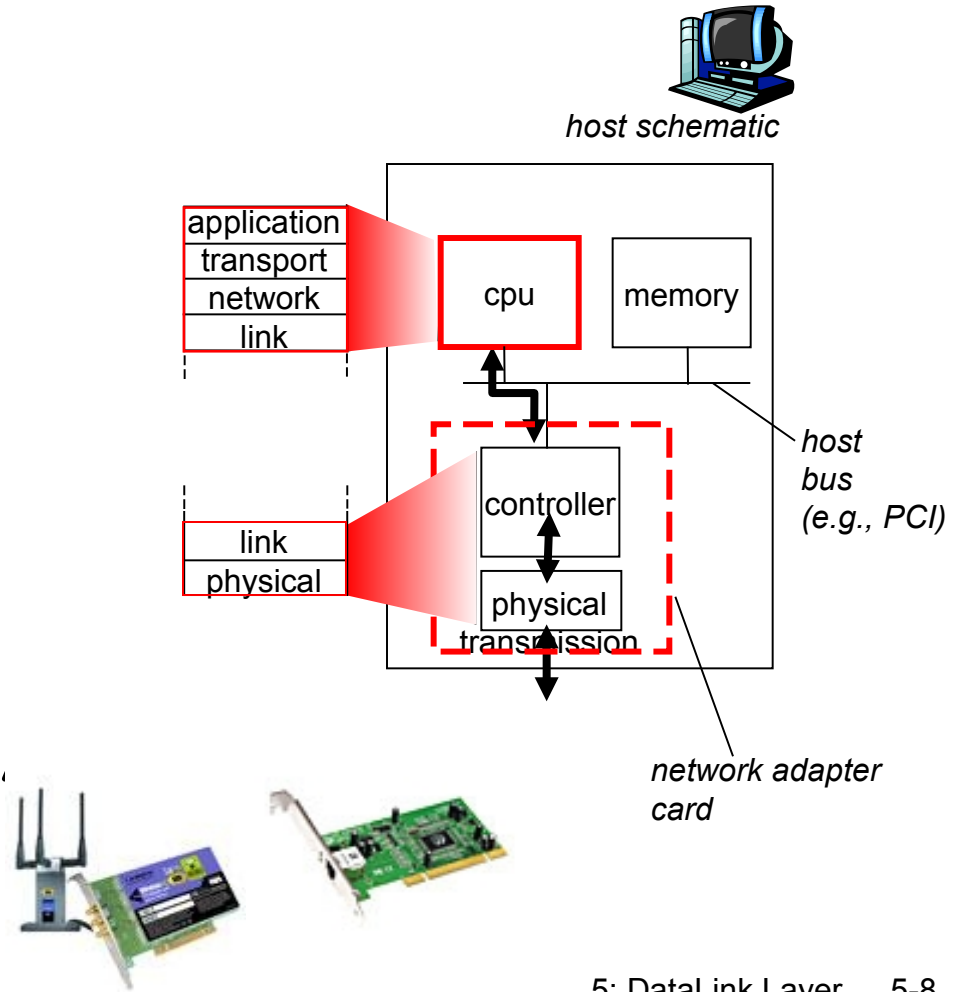 host schematic
application
transport
network
link
cpu
memory
host
bus
(e.g., PCI)
controller
link
physical
physical
transmission
network adapter
card
5: DataLink Layer 5-8